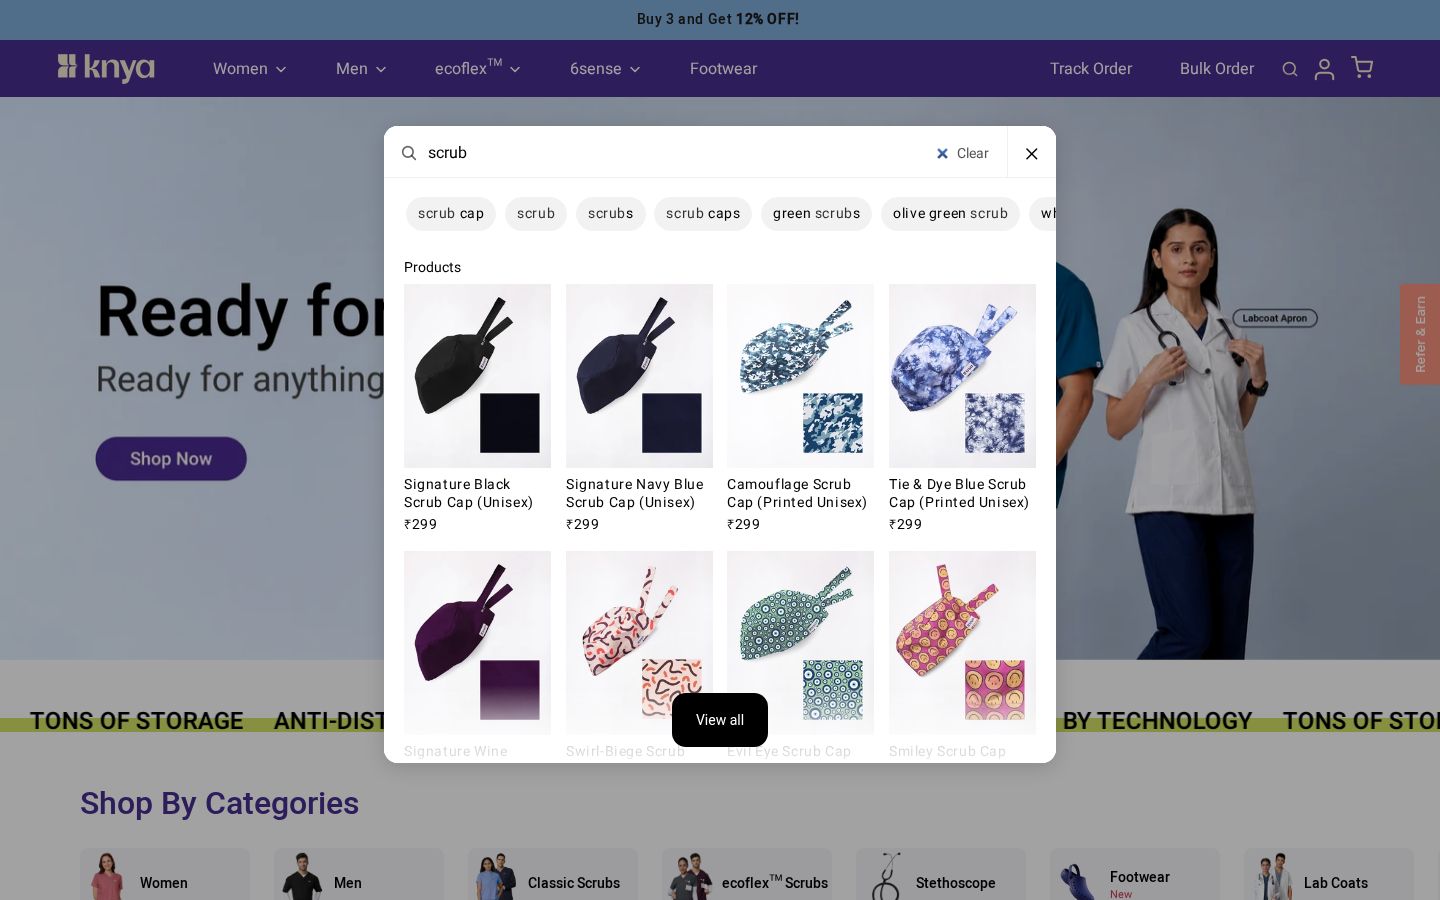 Buy 3 and Get 12% OFF!
knya
Women
Men
ecoflex™
6sense
Footwear
Track Order
Bulk Order
scrub
Clear
scrub cap
scrub
scrubs
scrub caps
green scrubs
olive green scrub
wh
Products
Signature Black
Scrub Cap (Unisex)
₹299
Signature Navy Blue
Scrub Cap (Unisex)
₹299
Camouflage Scrub
Cap (Printed Unisex)
₹299
Tie & Dye Blue Scrub
Cap (Printed Unisex)
₹299
Signature Wine
Swirl-Biege Scrub
Evil Eye Scrub Cap
Smiley Scrub Cap
View all
Ready for
Ready for anything
Shop Now
Labcoat Apron
Refer & Earn
TONS OF STORAGE
ANTI-DIST
BY TECHNOLOGY
TONS OF STO
Shop By Categories
Women
Men
Classic Scrubs
ecoflex™ Scrubs
Stethoscope
Footwear
New
Lab Coats